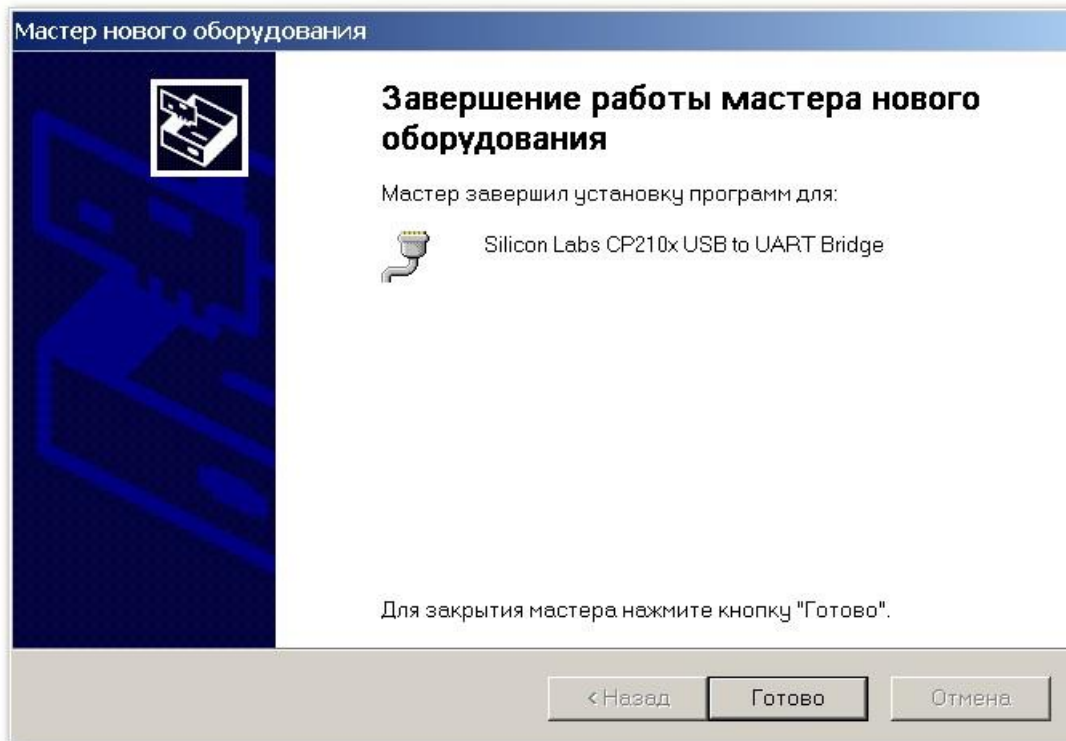 Мастер нового оборудования
Завершение работы мастера нового
оборудования
Мастер завершил установку программ для:
Silicon Labs CP210x USB to UART Bridge
Для закрытия мастера нажмите кнопку "Готово".
< Назад
Готово
Отмена